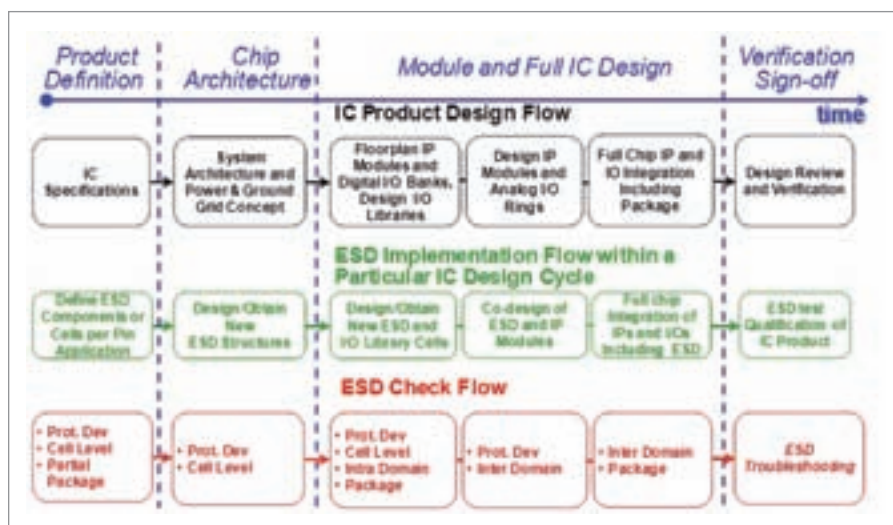 Product
Definition
Chip
Architecture
Module and Full IC Design
Verification
Sign-off
time
IC Product Design Flow
IC
Specifications
System
Architecture and
Power & Ground
Grid Concept
Floorplan IP
Modules and
Digital IO Banks,
Design I/O
Libraries
Design IP
Modules and
Analog IO
Rings
Full Chip IP and
IO Integration
Including
Package
Design Review
and Verification
ESD Implementation Flow within a
Particular IC Design Cycle
Define ESD
Components or
Cells per Pin
Application
Design/Obtain
New
ESD Structures
Design/Obtain
New ESD and
I/O Library Cells
Co-design of
ESD and IP
Modules
Full chip
Integration of
IPs and
Including ESD
ESD test
Qualification of
IC Product
ESD Check Flow
• Prot. Dev
• Cell Level
• Partial
Package
• Prot. Dev
• Cell Level
• Prot. Dev
• Cell Level
• Intra Domain
• Package
• Prot. Dev
• Inter Domain
• Inter Domain
• Package
ESD
Troubleshooting